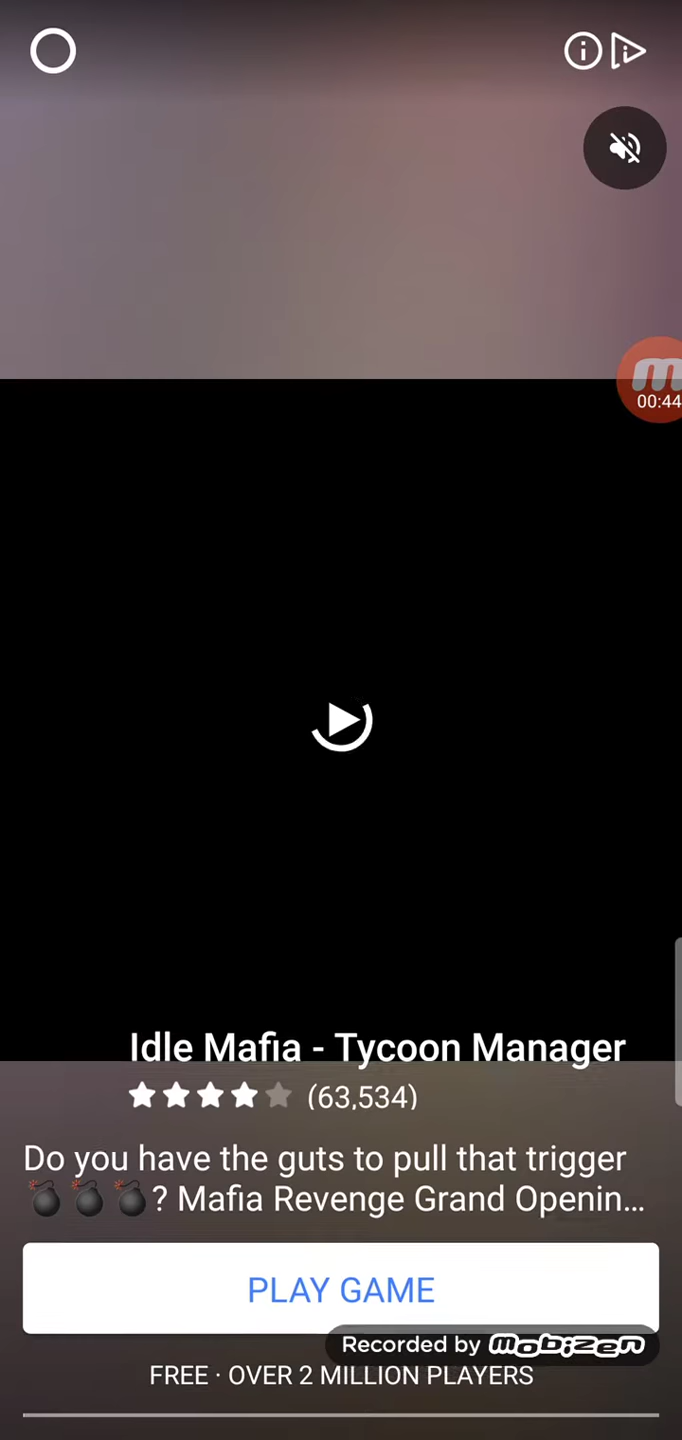 m
00:44
Idle Mafia - Tycoon Manager
(63,534)
Do you have the guts to pull that trigger
💣💣💣? Mafia Revenge Grand Openin...
PLAY GAME
Recorded by mobizen
FREE · OVER 2 MILLION PLAYERS